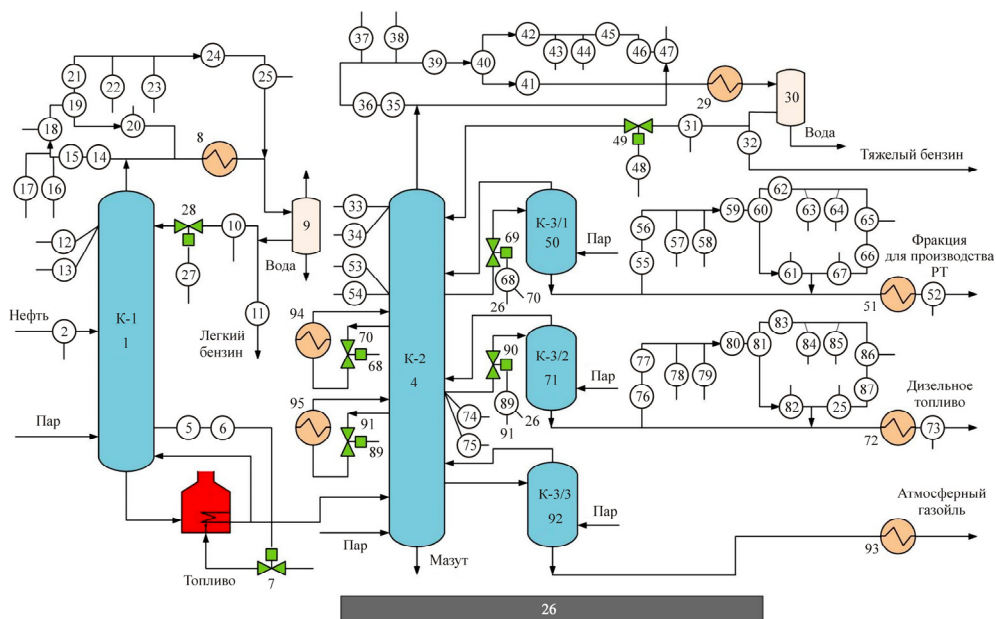 37 38
42 45
24
43 44 46 47
21 39 40
25
22 23 41
19 36 35 29 30
18 20 8
49 31 32 Вода
15 14
48 Тяжелый бензин
17 16
28 10 33 К-3/1 62
69 50 56 59 60 63 64 65
12 34 9
57 58
13 27 53 Пар 66 Фракция
Вода 68 55 61 67 для производства
54 26 70 РТ
Нефть 2 11 94 51 52
К-1 Легкий 70 К-2
1 бензин 68 4 90 К-3/2 83
77 80 81 84 85 86
95 71
91 89 26 Пар 78 79 87 Дизельное
74 76 82 25 топливо
Пар 5 6 89 75 91 72 73
К-3/3
92 Атмосферный
Пар газойль
Пар 93
Топливо 7 Мазут
26